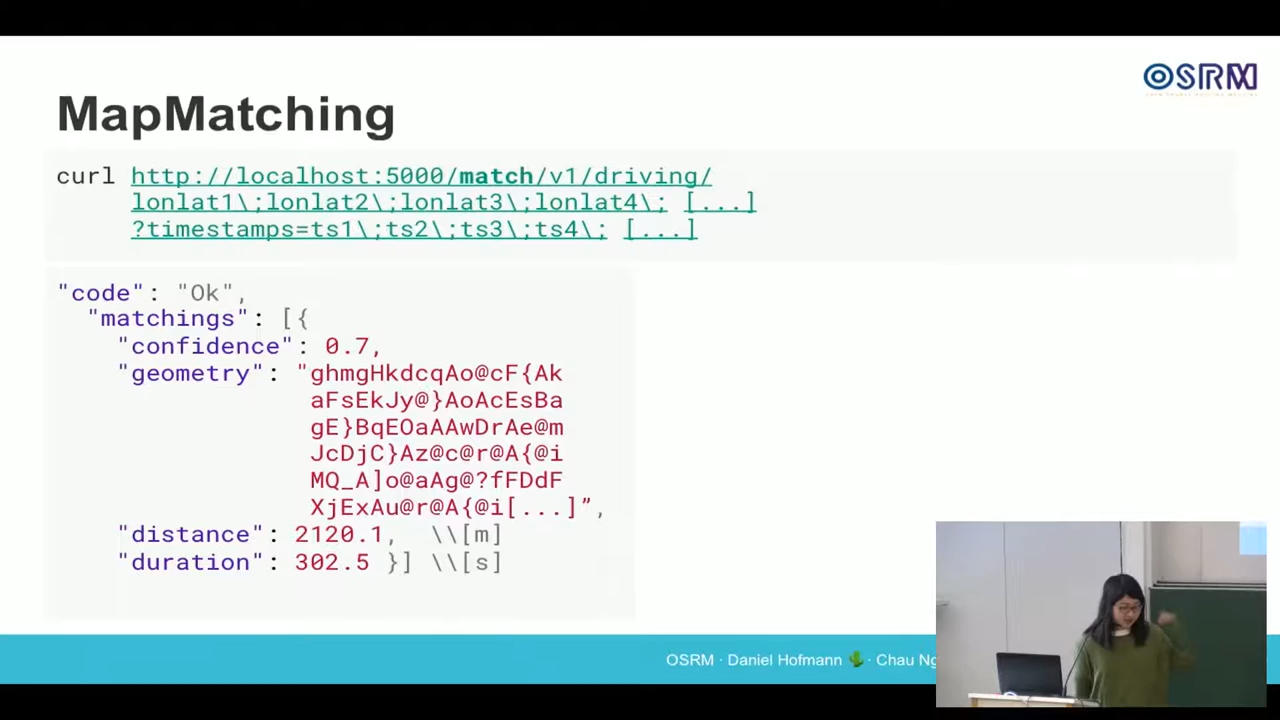 OSRM
MapMatching
curl http://localhost:5000/match/v1/driving/
lonlat1\;lonlat2\;lonlat3\;lonlat4\; [...]
?timestamps=ts1\;ts2\;ts3\;ts4\; [...]
"code": "Ok",
"matchings": [{
"confidence": 0.7,
"geometry": "ghmgHkdcqAo@cF{Ak
aFsEkJy@}AoAcEsBa
gE}BqEOaAAwDrAe@m
JcDjC}Az@c@r@A{@i
MQ_A]o@aAg@?fFDdF
XjExAu@r@A{@i[...]”,
"distance": 2120.1, \\[m]
"duration": 302.5 }] \\[s]
OSRM · Daniel Hofmann 🌵 · Chau Ng